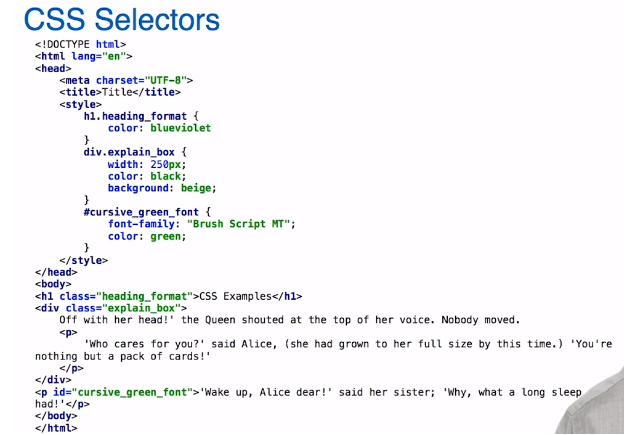 CSS Selectors
<!DOCTYPE html>
<html lang="en">
<head>
    <meta charset="UTF-8">
    <title>Title</title>
    <style>
        h1.heading_format {
            color: blueviolet
        }
        div.explain_box {
            width: 250px;
            color: black;
            background: beige;
        }
        #cursive_green_font {
            font-family: "Brush Script MT";
            color: green;
        }
    </style>
</head>
<body>
<h1 class="heading_format">CSS Examples</h1>
<div class="explain_box">
    Off with her head!' the Queen shouted at the top of her voice. Nobody moved.
    <p>
        'Who cares for you?' said Alice, (she had grown to her full size by this time.) 'You're
nothing but a pack of cards!'
    </p>
</div>
<p id="cursive_green_font">'Wake up, Alice dear!' said her sister; 'Why, what a long sleep
had!'</p>
</body>
</html>